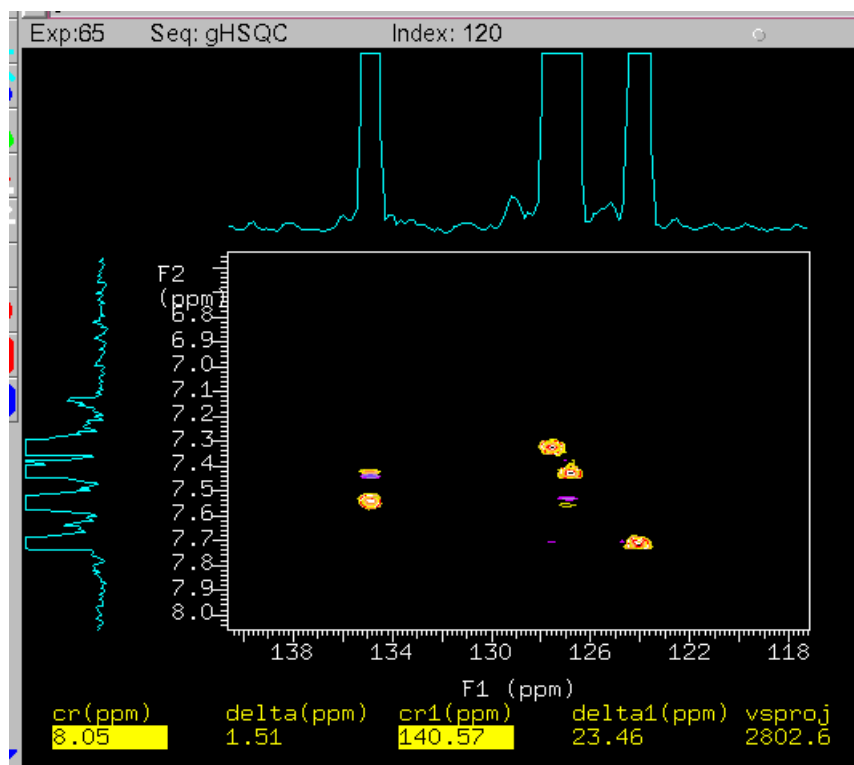 Exp:65 Seq: gHSQC Index: 120
F2
(ppm)
6.8
6.9
7.0
7.1
7.2
7.3
7.4
7.5
7.6
7.7
7.8
7.9
8.0
138 134 130 126 122 118
F1 (ppm)
cr(ppm) delta(ppm) cr1(ppm) delta1(ppm) vsproj
8.05 1.51 140.57 23.46 2802.6